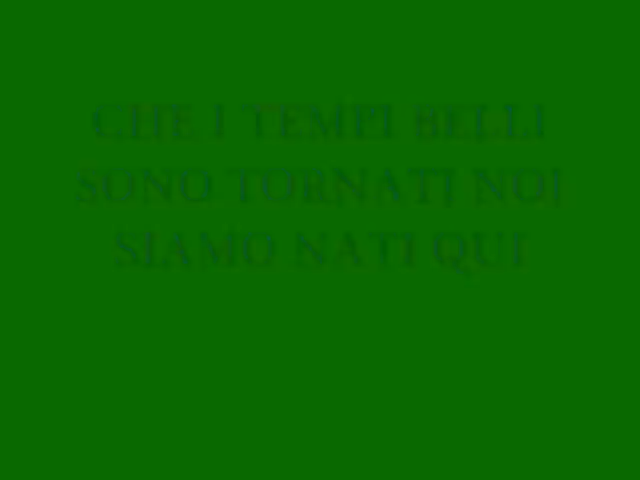 CHE I TEMPI BELLI
SONO TORNATI NOI
SIAMO NATI QUI